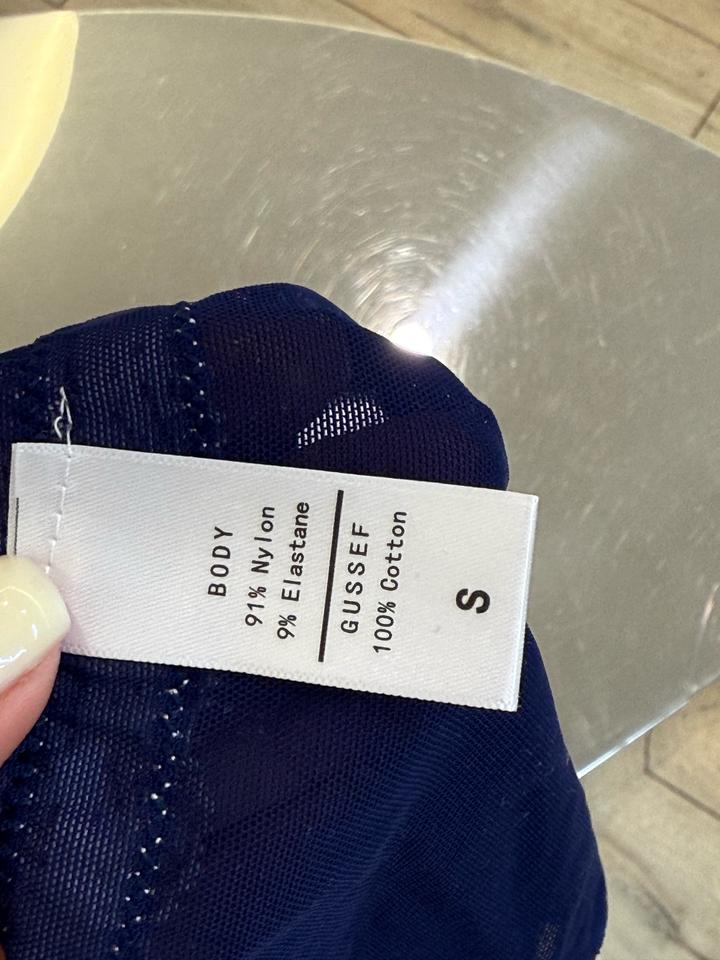 BODY
91% Nylon
9% Elastane
GUSSEF
100% Cotton
S